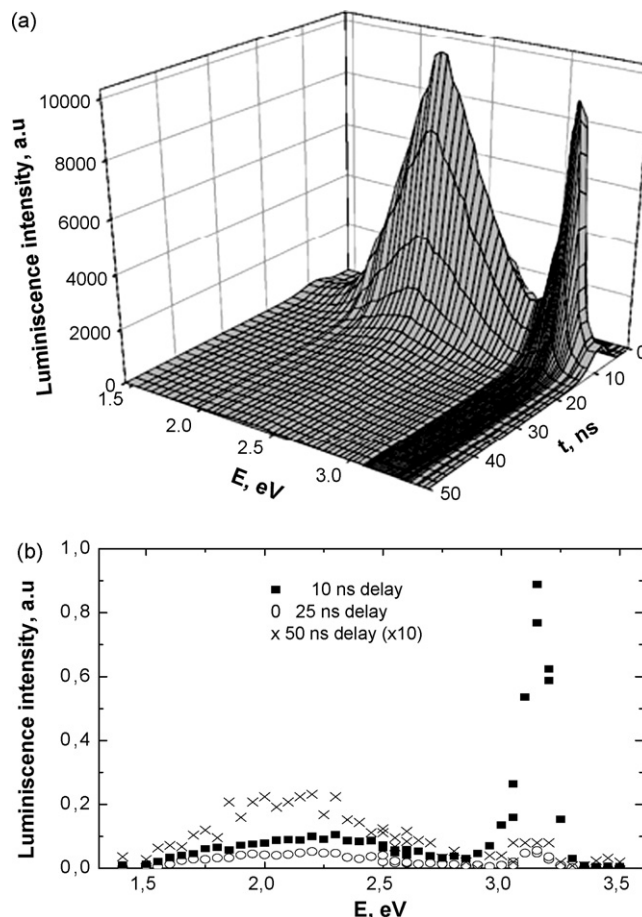 (a)
10000
8000
6000
4000
2000
0
Luminiscence intensity, a.u
1.5
2.0
2.5
3.0
E, eV
0
10
20
30
40
50
t, ns
(b)
1,0
0,8
0,6
0,4
0,2
0,0
Luminiscence intensity, a.u
10 ns delay
25 ns delay
50 ns delay (x10)
1,5
2,0
2,5
3,0
3,5
E, eV